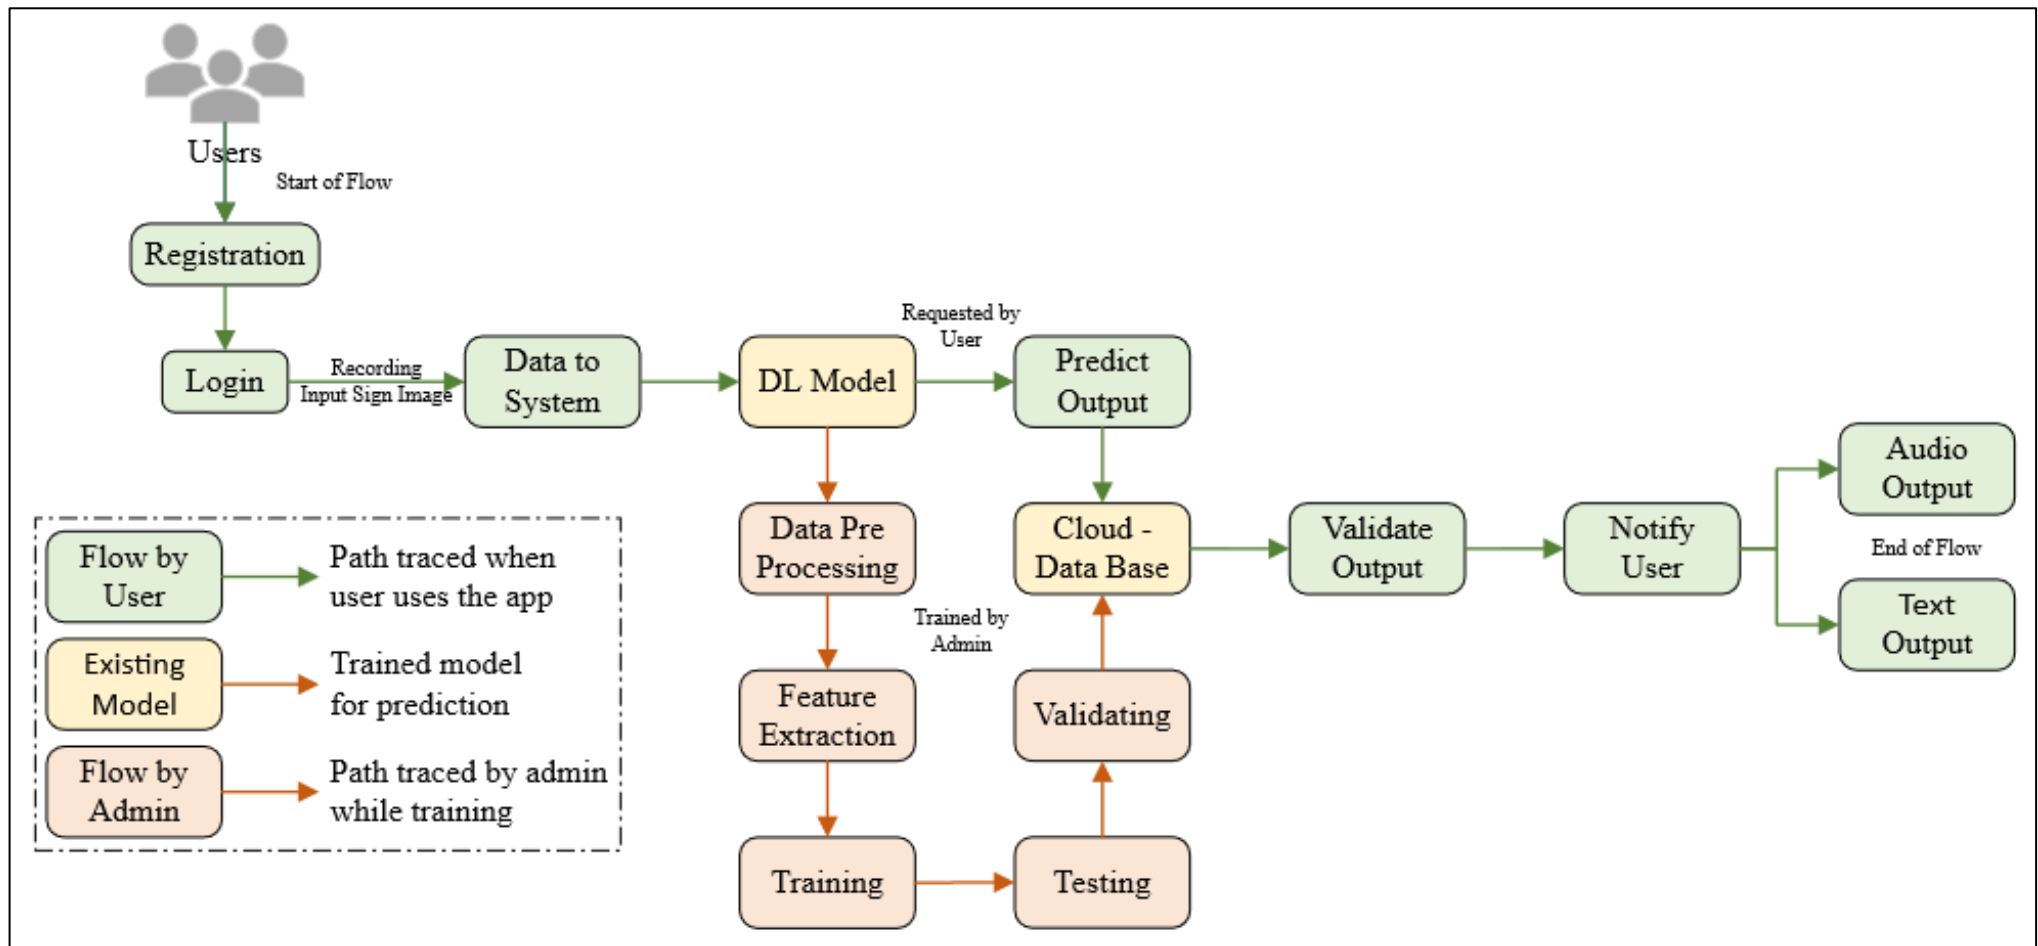 Users
Start of Flow
Registration
Login
Recording
Input Sign Image
Data to
System
DL Model
Requested by
User
Predict
Output
Data Pre
Processing
Cloud -
Data Base
Validate
Output
Notify
User
Audio
Output
End of Flow
Text
Output
Trained by
Admin
Feature
Extraction
Validating
Training
Testing
Flow by
User
Path traced when
user uses the app
Existing
Model
Trained model
for prediction
Flow by
Admin
Path traced by admin
while training